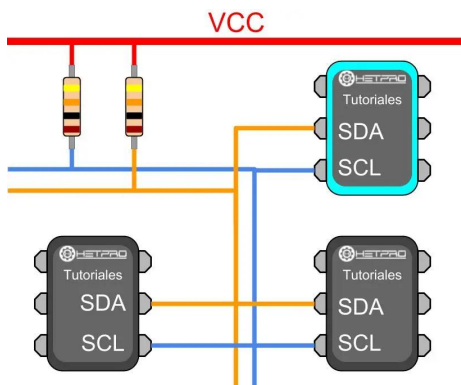 VCC
HETPRO
Tutoriales
SDA
SCL
HETPRO
Tutoriales
SDA
SCL
HETPRO
Tutoriales
SDA
SCL